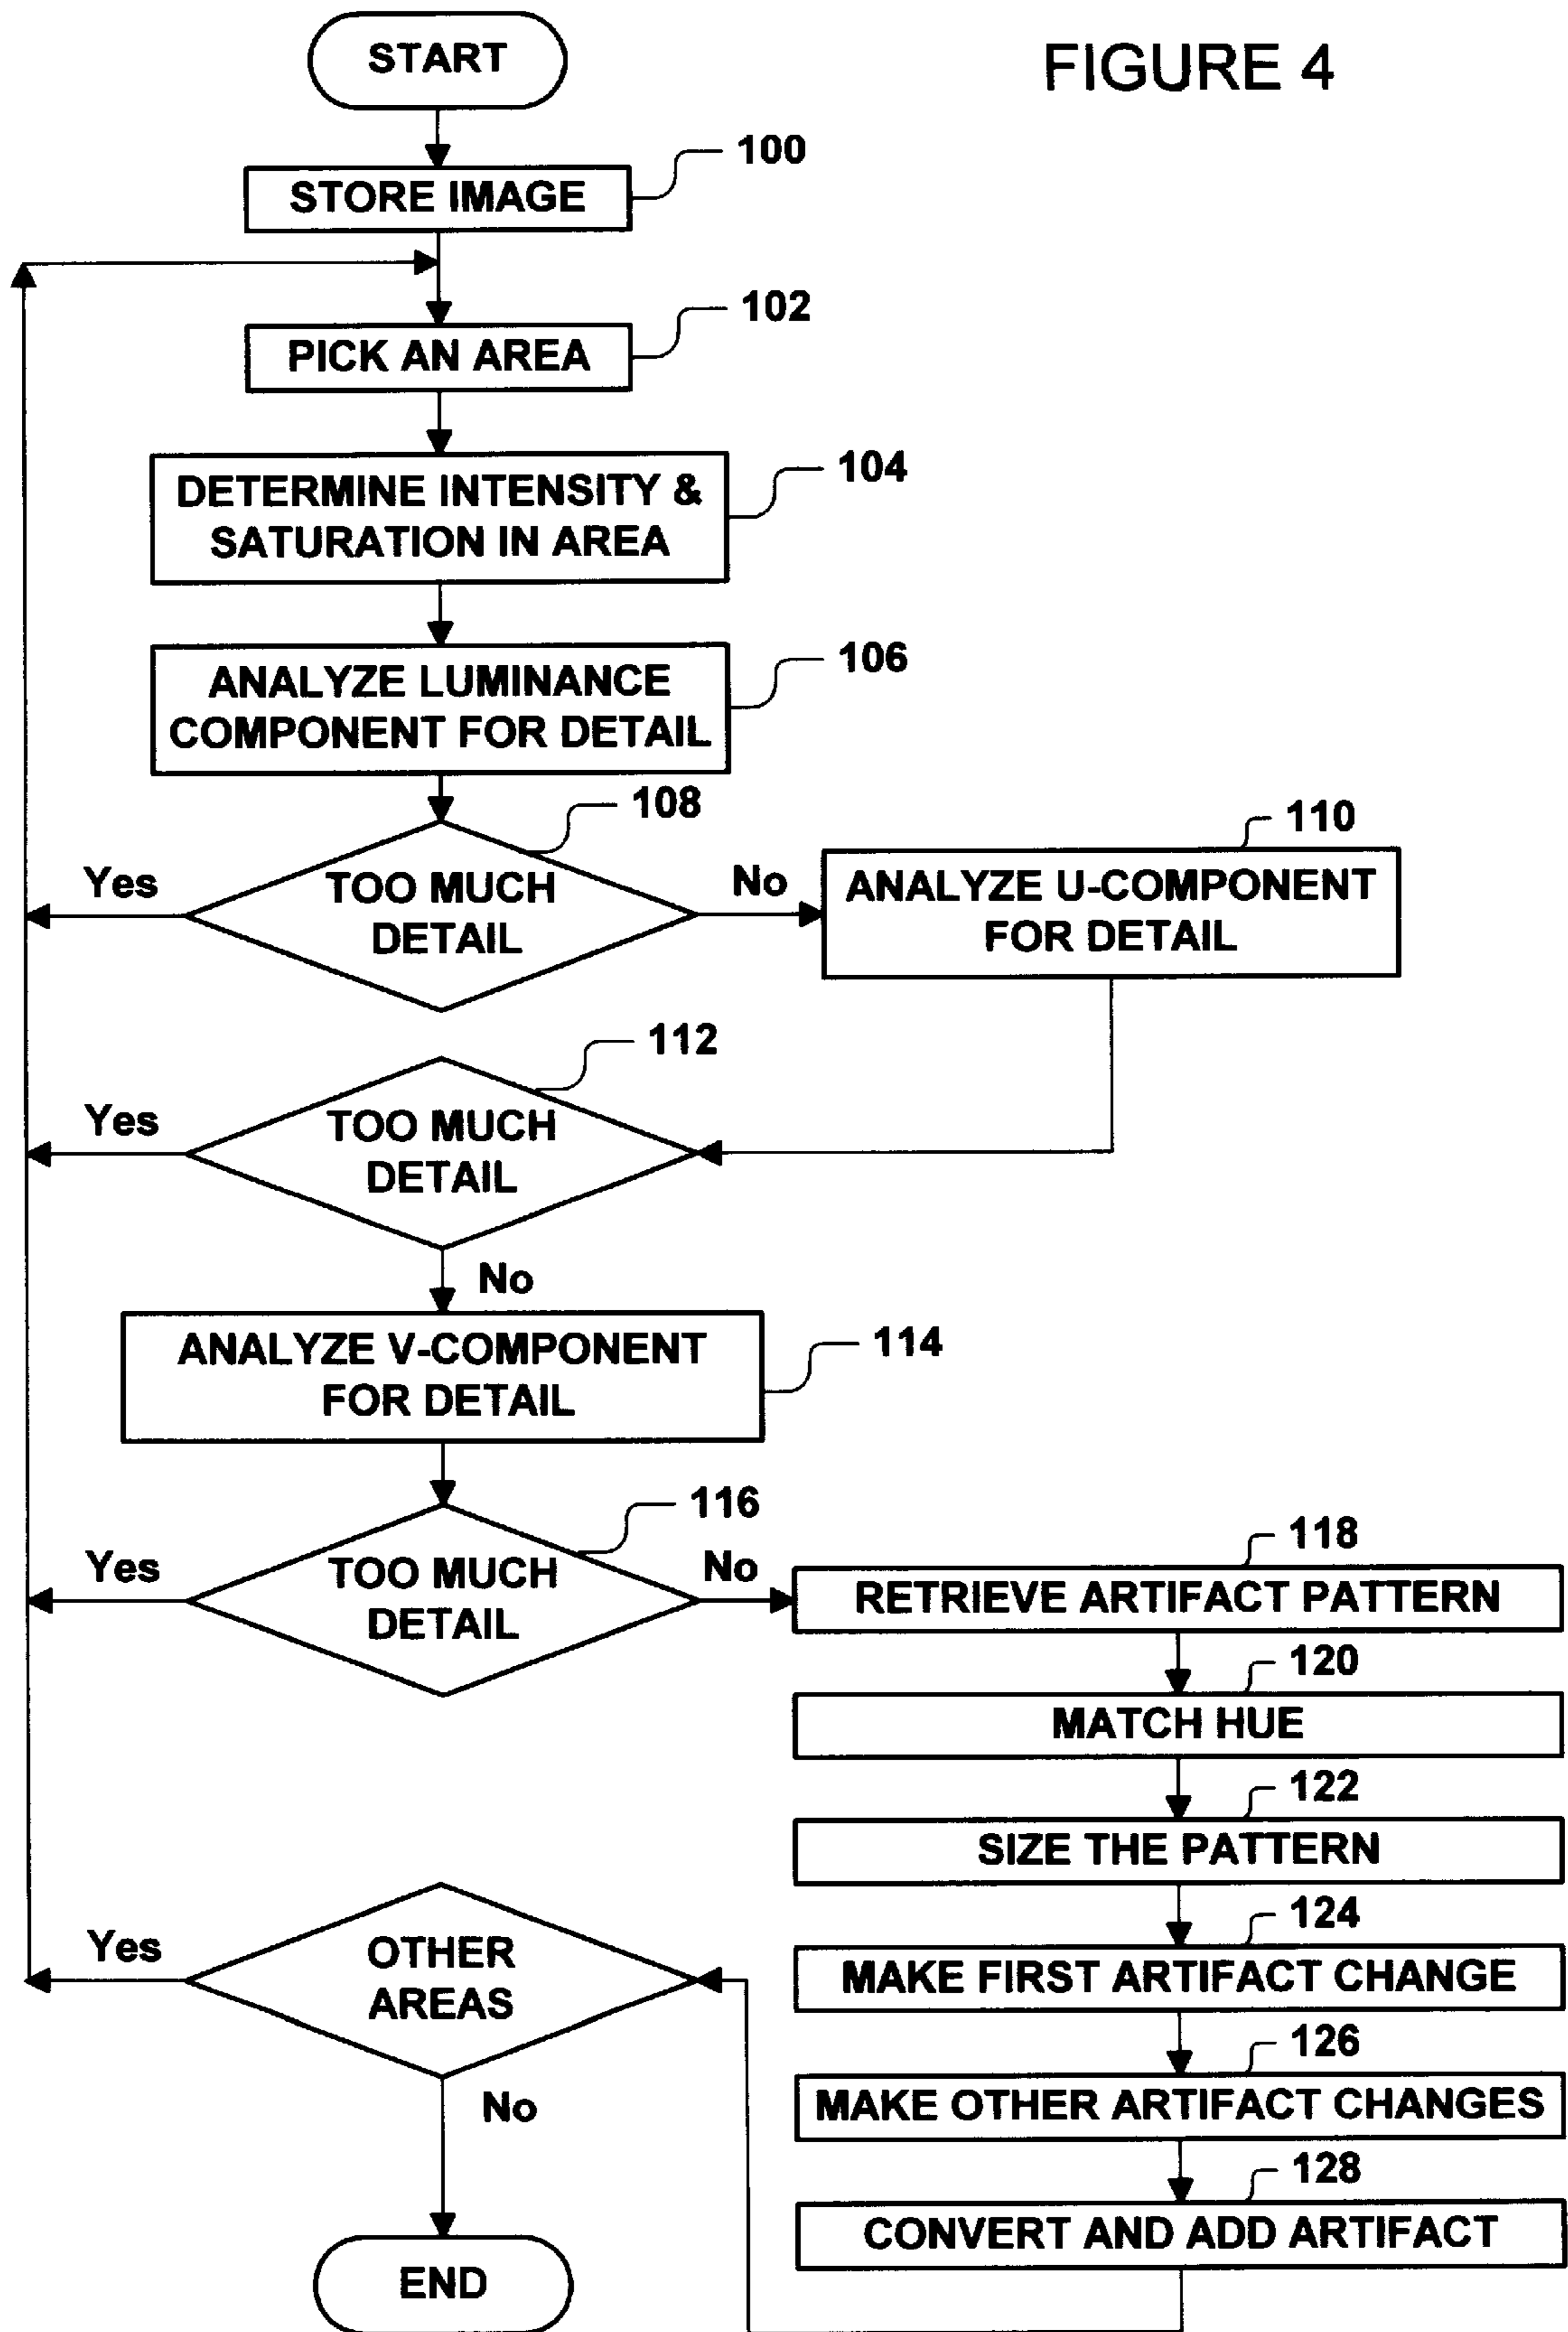 START
FIGURE 4
100
STORE IMAGE
102
PICK AN AREA
104
DETERMINE INTENSITY &
SATURATION IN AREA
106
ANALYZE LUMINANCE
COMPONENT FOR DETAIL
108
Yes
TOO MUCH
DETAIL
No
110
ANALYZE U-COMPONENT
FOR DETAIL
112
Yes
TOO MUCH
DETAIL
No
ANALYZE V-COMPONENT
FOR DETAIL
114
116
Yes
TOO MUCH
DETAIL
No
118
RETRIEVE ARTIFACT PATTERN
120
MATCH HUE
122
SIZE THE PATTERN
124
MAKE FIRST ARTIFACT CHANGE
126
MAKE OTHER ARTIFACT CHANGES
128
CONVERT AND ADD ARTIFACT
Yes
OTHER
AREAS
No
END